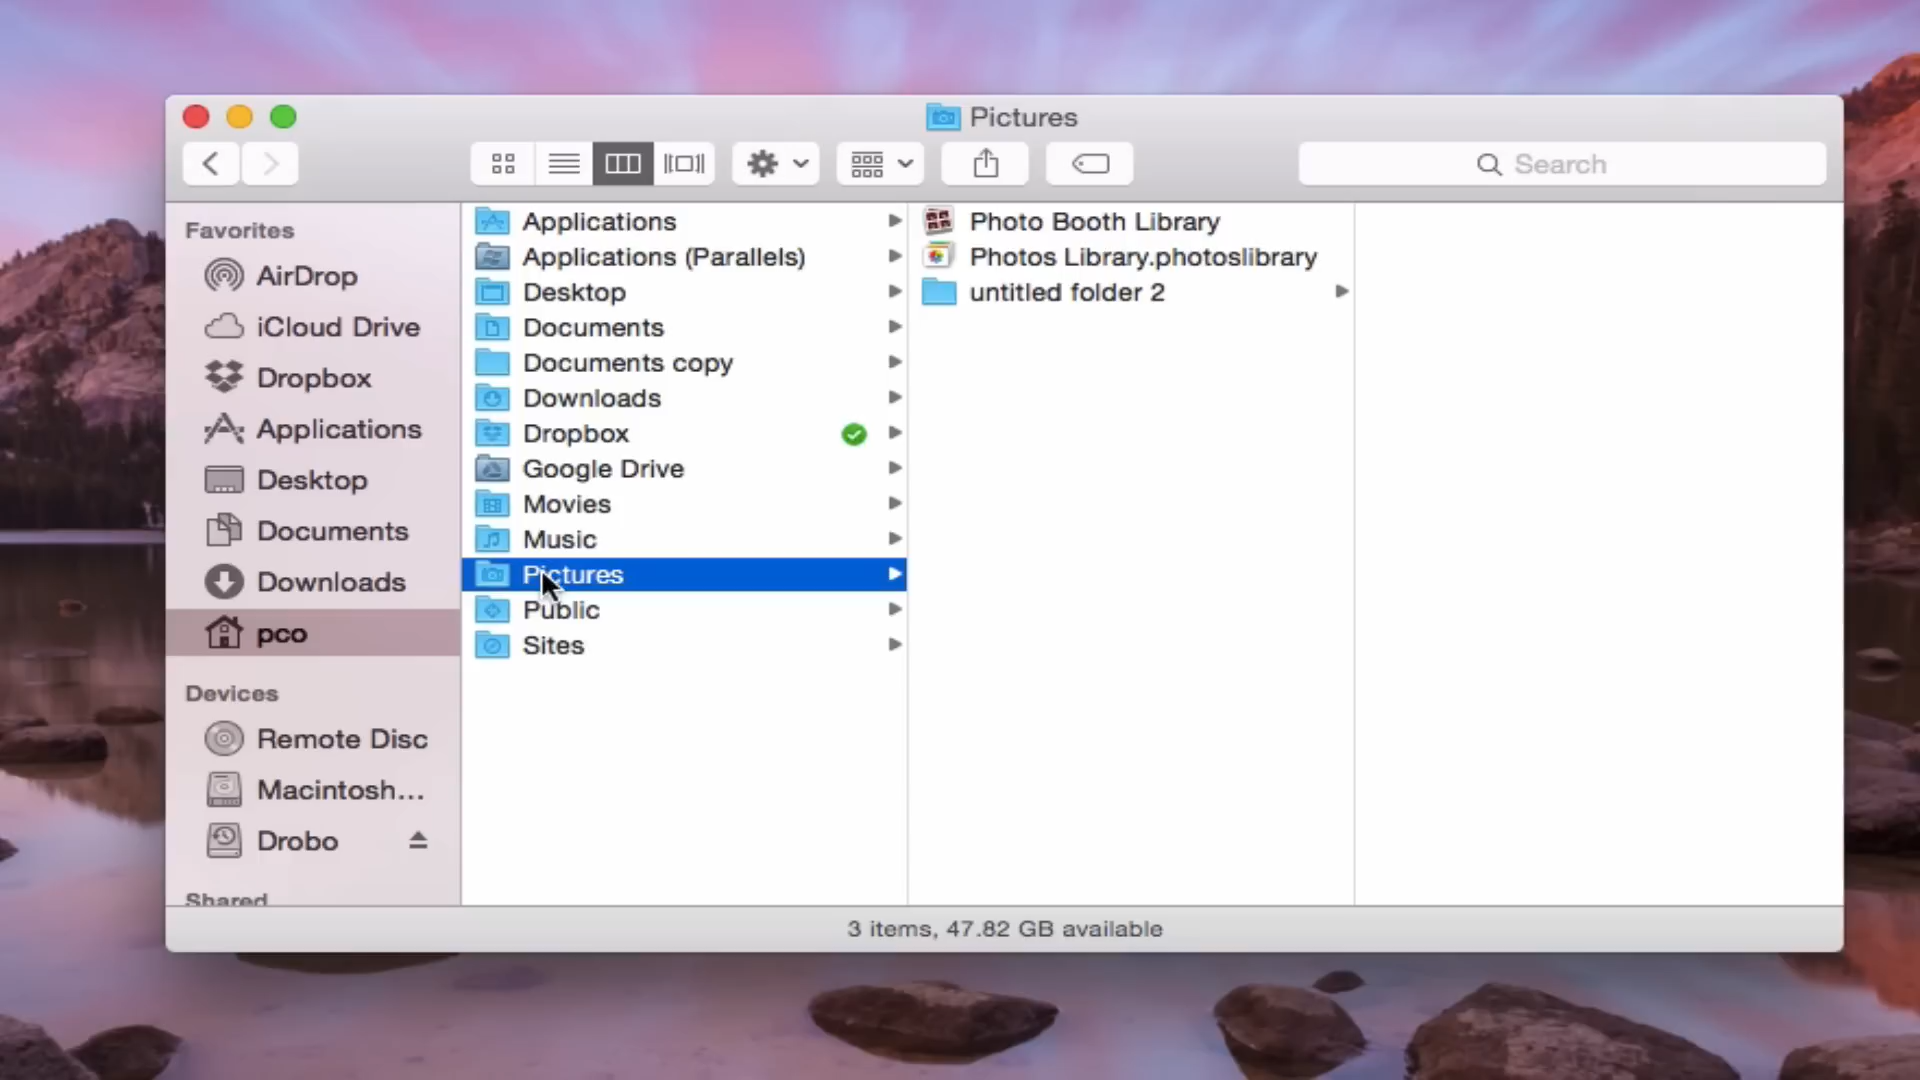 Pictures
Search
Favorites
AirDrop
iCloud Drive
Dropbox
Applications
Desktop
Documents
Downloads
pco
Devices
Remote Disc
Macintosh...
Drobo
Shared
Applications
Applications (Parallels)
Desktop
Documents
Documents copy
Downloads
Dropbox
Google Drive
Movies
Music
Pictures
Public
Sites
Photo Booth Library
Photos Library.photoslibrary
untitled folder 2
3 items, 47.82 GB available